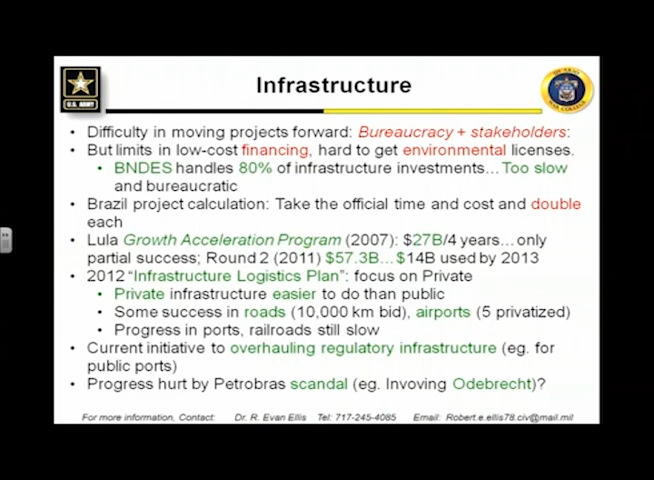 Infrastructure
U.S. ARMY
• Difficulty in moving projects forward: Bureaucracy + stakeholders:
• But limits in low-cost financing, hard to get environmental licenses.
• BNDES handles 80% of infrastructure investments… Too slow
and bureaucratic
• Brazil project calculation: Take the official time and cost and double
each
• Lula Growth Acceleration Program (2007): $27B/4 years… only
partial success; Round 2 (2011) $57.3B… $14B used by 2013
• 2012 “Infrastructure Logistics Plan”: focus on Private
• Private infrastructure easier to do than public
• Some success in roads (10,000 km bid), airports (5 privatized)
• Progress in ports, railroads still slow
• Current initiative to overhauling regulatory infrastructure (eg. for
public ports)
• Progress hurt by Petrobras scandal (eg. Invoving Odebrecht)?
For more information, Contact: Dr. R. Evan Ellis Tel: 717-245-4085 Email: Robert.e.ellis78.civ@mail.mil